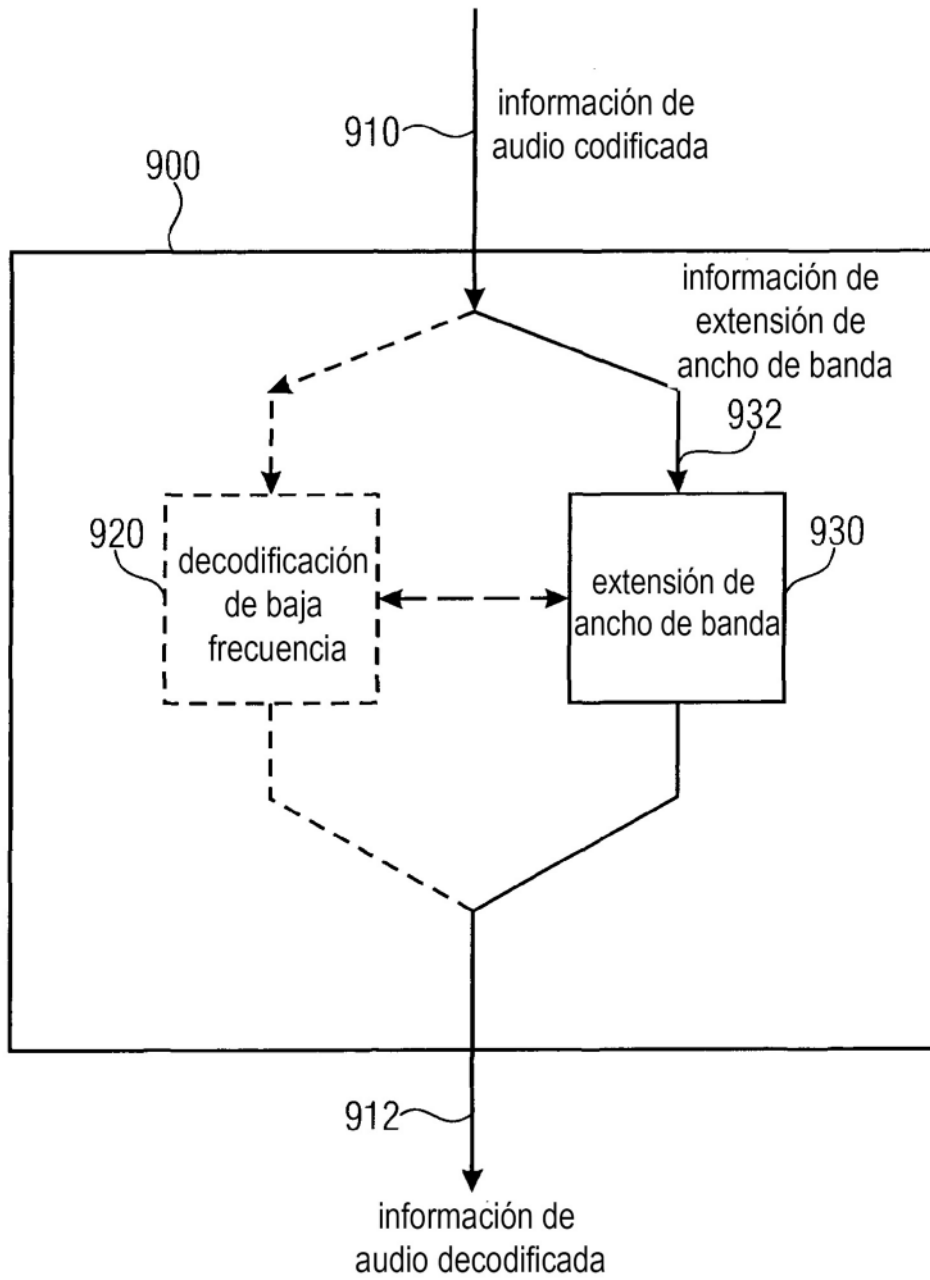 información de
audio codificada
910
900
información de
extensión de
ancho de banda
932
920
decodificación
de baja
frecuencia
930
extensión de
ancho de banda
912
información de
audio decodificada